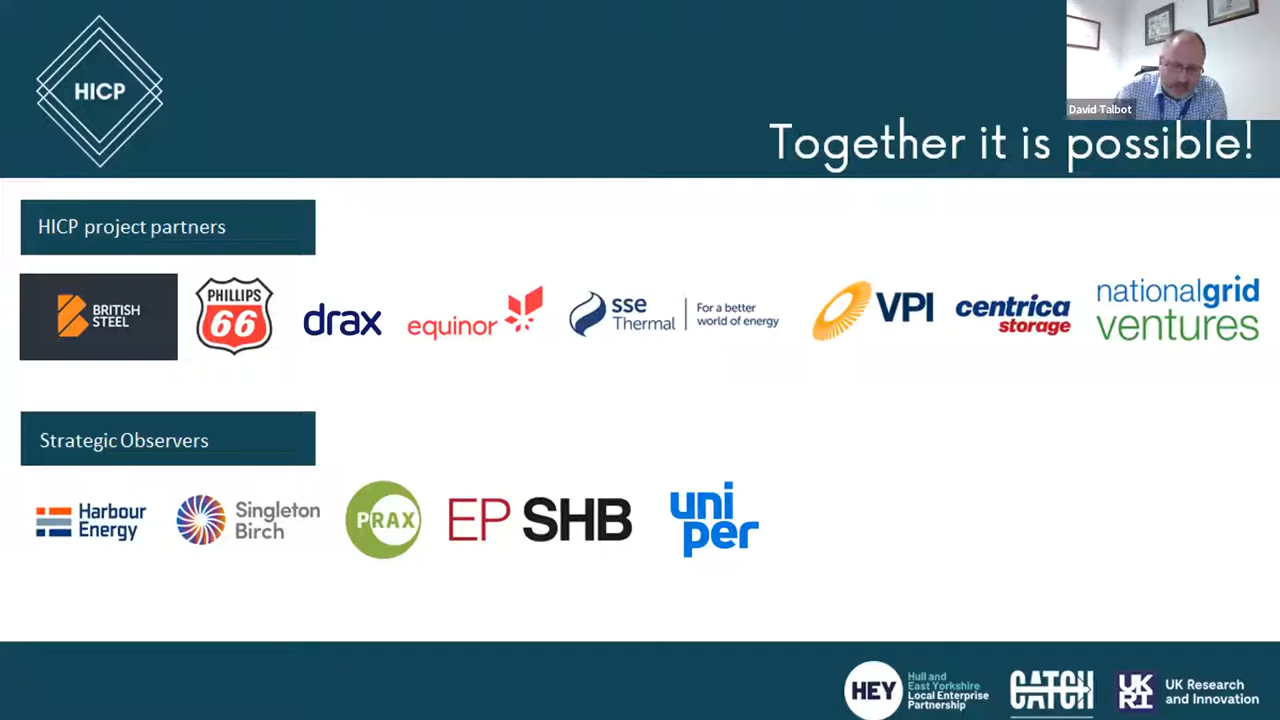 HICP
David Talbot
Together it is possible!
HICP project partners
BRITISH
STEEL
PHILLIPS
66
drax
equinor
sse
Thermal
For a better
world of energy
VPI
centrica
storage
nationalgrid
ventures
Strategic Observers
Harbour
Energy
Singleton
Birch
PRAX
EP SHB
uni
per
HEY
Hull and
East Yorkshire
Local Enterprise
Partnership
CATCH
UK
RI
UK Research
and Innovation